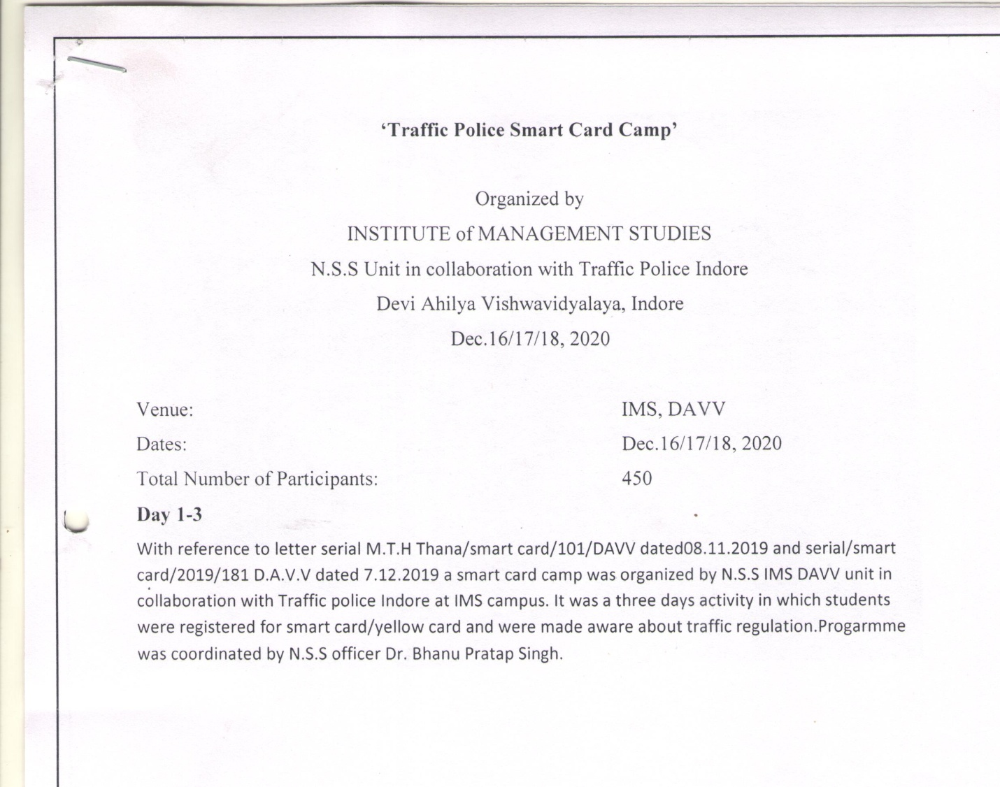 ‘Traffic Police Smart Card Camp’
Organized by
INSTITUTE of MANAGEMENT STUDIES
N.S.S Unit in collaboration with Traffic Police Indore
Devi Ahilya Vishwavidyalaya, Indore
Dec.16/17/18, 2020
Venue: IMS, DAVV
Dates: Dec.16/17/18, 2020
Total Number of Participants: 450
Day 1-3
With reference to letter serial M.T.H Thana/smart card/101/DAVV dated08.11.2019 and serial/smart
card/2019/181 D.A.V.V dated 7.12.2019 a smart card camp was organized by N.S.S IMS DAVV unit in
collaboration with Traffic police Indore at IMS campus. It was a three days activity in which students
were registered for smart card/yellow card and were made aware about traffic regulation.Progarmme
was coordinated by N.S.S officer Dr. Bhanu Pratap Singh.